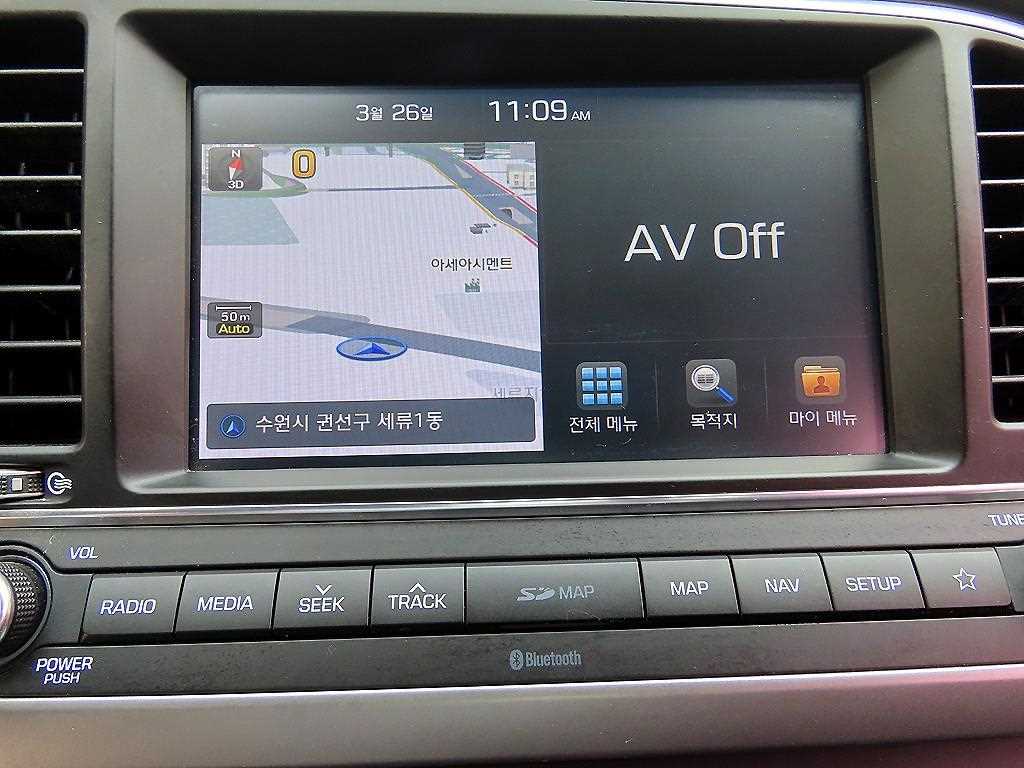 3월 26일 11:09 AM
N
3D
0
AV Off
아세아시멘트
50m
Auto
수원시 권선구 세류1동
전체 메뉴
목적지
마이 메뉴
TUNE
VOL
RADIO
MEDIA
SEEK
TRACK
SD MAP
MAP
NAV
SETUP
POWER
PUSH
Bluetooth